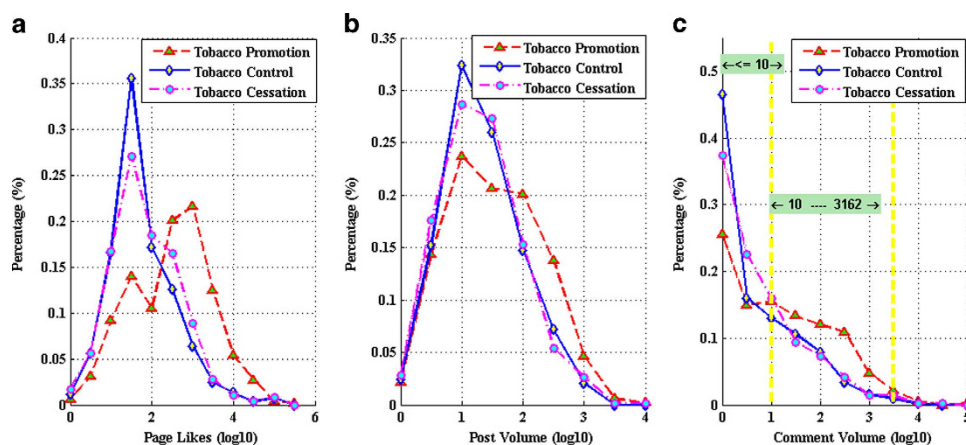 a
0.4
0.35
0.3
0.25
0.2
0.15
0.1
0.05
0
Percentage (%)
Tobacco Promotion
Tobacco Control
Tobacco Cessation
0 2 4 6
Page Likes (log10)
b
0.35
0.3
0.25
0.2
0.15
0.1
0.05
0
Percentage (%)
Tobacco Promotion
Tobacco Control
Tobacco Cessation
0 1 2 3 4
Post Volume (log10)
c
0.5
0.4
0.3
0.2
0.1
0
Percentage (%)
←<= 10→
Tobacco Promotion
Tobacco Control
Tobacco Cessation
← 10 ---- 3162 →
0 1 2 3 4 5
Comment Volume (log10)